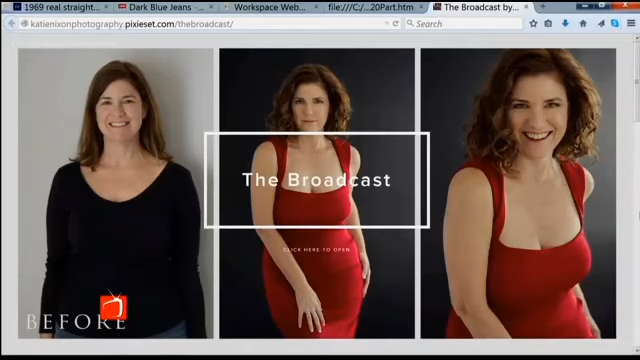 1969 real straight...
Dark Blue Jeans -...
Workspace Web...
file:///C:/...20Part.htm
The Broadcast by...
katienixonphotography.pixieset.com/thebroadcast/
Search
The Broadcast
CLICK HERE TO OPEN
BEFORE